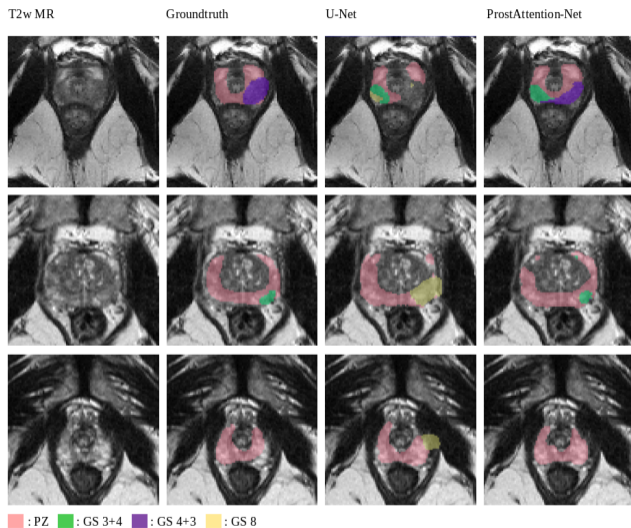 T2w MR Groundtruth U-Net ProstAttention-Net
: PZ : GS 3+4 : GS 4+3 : GS 8